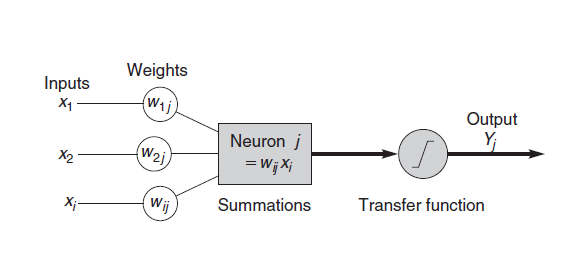 Inputs
Weights
x1
w1j
x2
w2j
xi
wij
Neuron j
= wij xi
Summations
Transfer function
Output
Yj